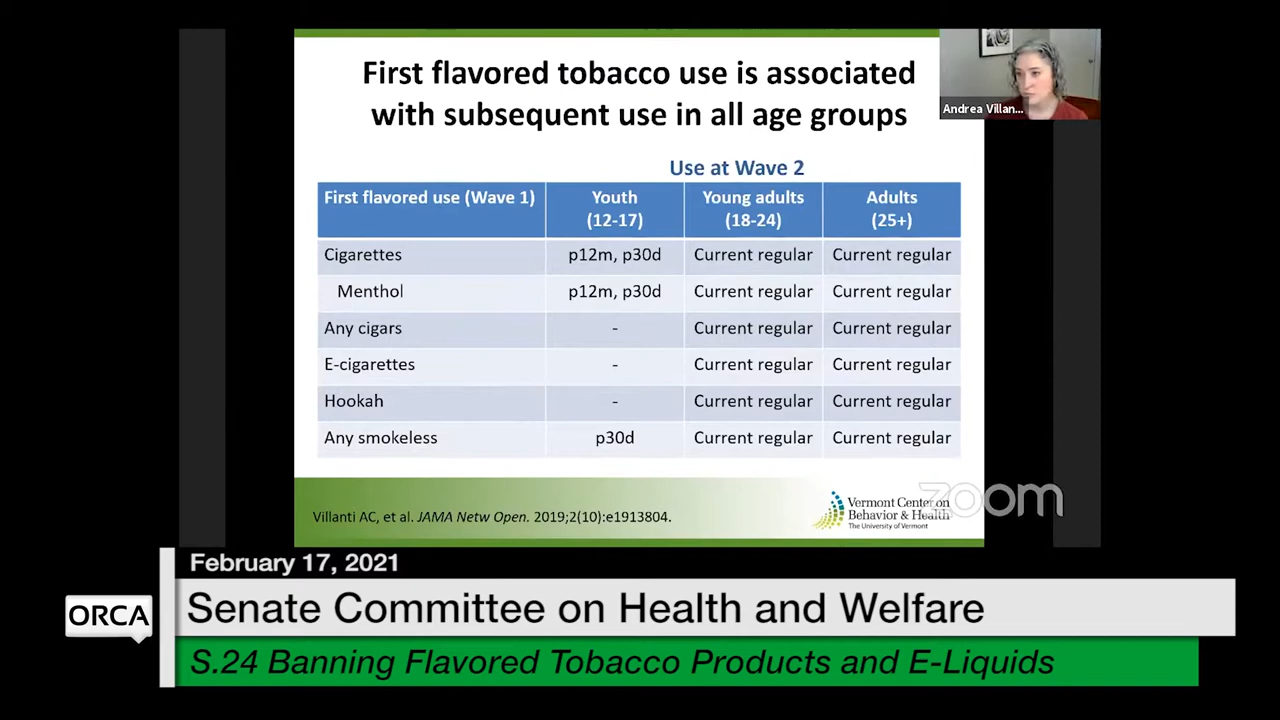 First flavored tobacco use is associated
with subsequent use in all age groups
Andrea Villan...
Use at Wave 2
First flavored use (Wave 1) Youth (12-17) Young adults (18-24) Adults (25+)
Cigarettes p12m, p30d Current regular Current regular
Menthol p12m, p30d Current regular Current regular
Any cigars - Current regular Current regular
E-cigarettes - Current regular Current regular
Hookah - Current regular Current regular
Any smokeless p30d Current regular Current regular
Villanti AC, et al. JAMA Netw Open. 2019;2(10):e1913804.
Vermont Center on
Behavior & Health
The University of Vermont
zoom
February 17, 2021
ORCA
Senate Committee on Health and Welfare
S.24 Banning Flavored Tobacco Products and E-Liquids